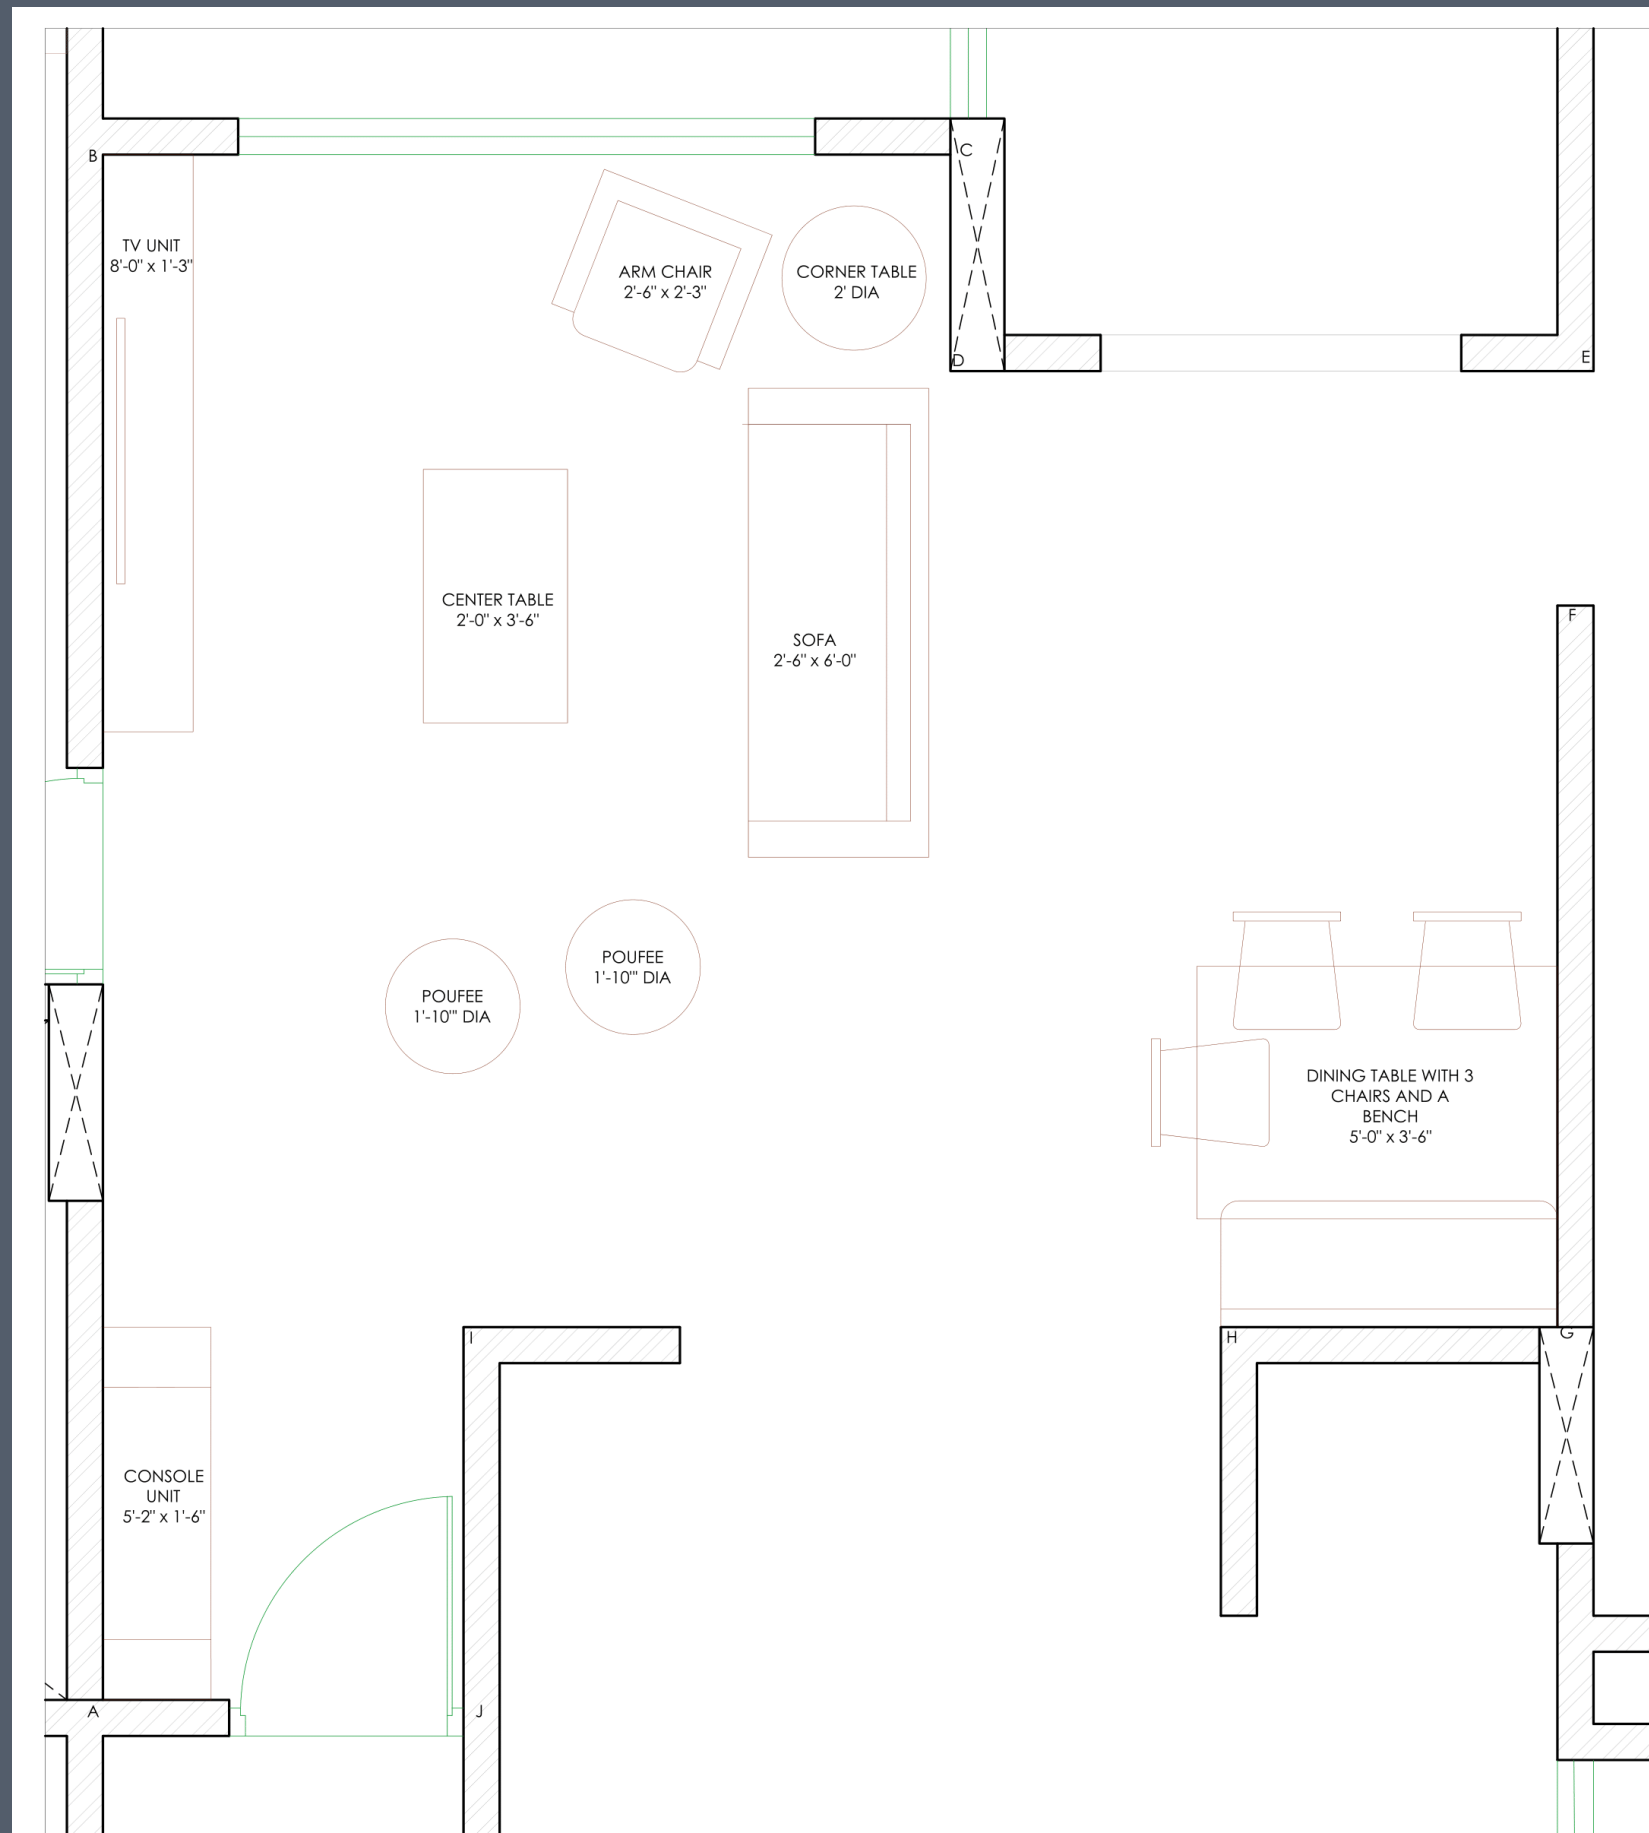 B
C
TV UNIT
8'-0" x 1'-3"
ARM CHAIR
2'-6" x 2'-3"
CORNER TABLE
2' DIA
D
E
CENTER TABLE
2'-0" x 3'-6"
F
SOFA
2'-6" x 6'-0"
POUFEE
1'-10'" DIA
POUFEE
1'-10'" DIA
DINING TABLE WITH 3
CHAIRS AND A
BENCH
5'-0" x 3'-6"
I
H
G
CONSOLE
UNIT
5'-2" x 1'-6"
A
J